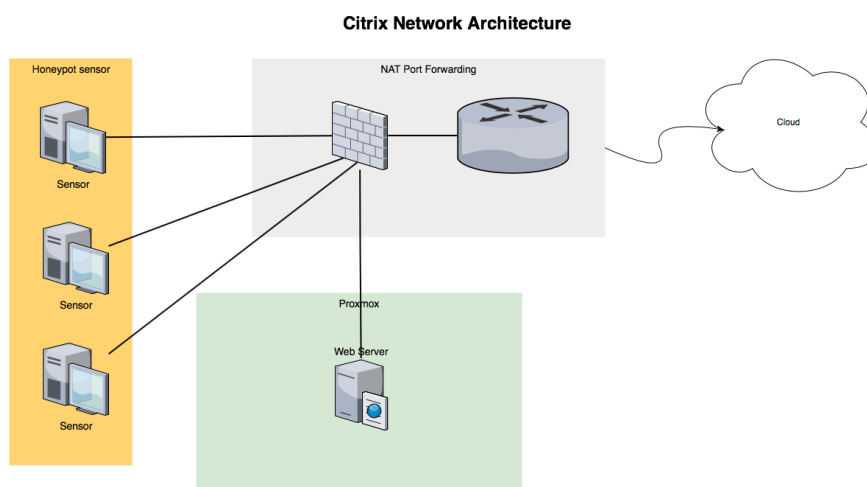 Citrix Network Architecture
Honeypot sensor
NAT Port Forwarding
Cloud
Sensor
Sensor
Proxmox
Web Server
Sensor